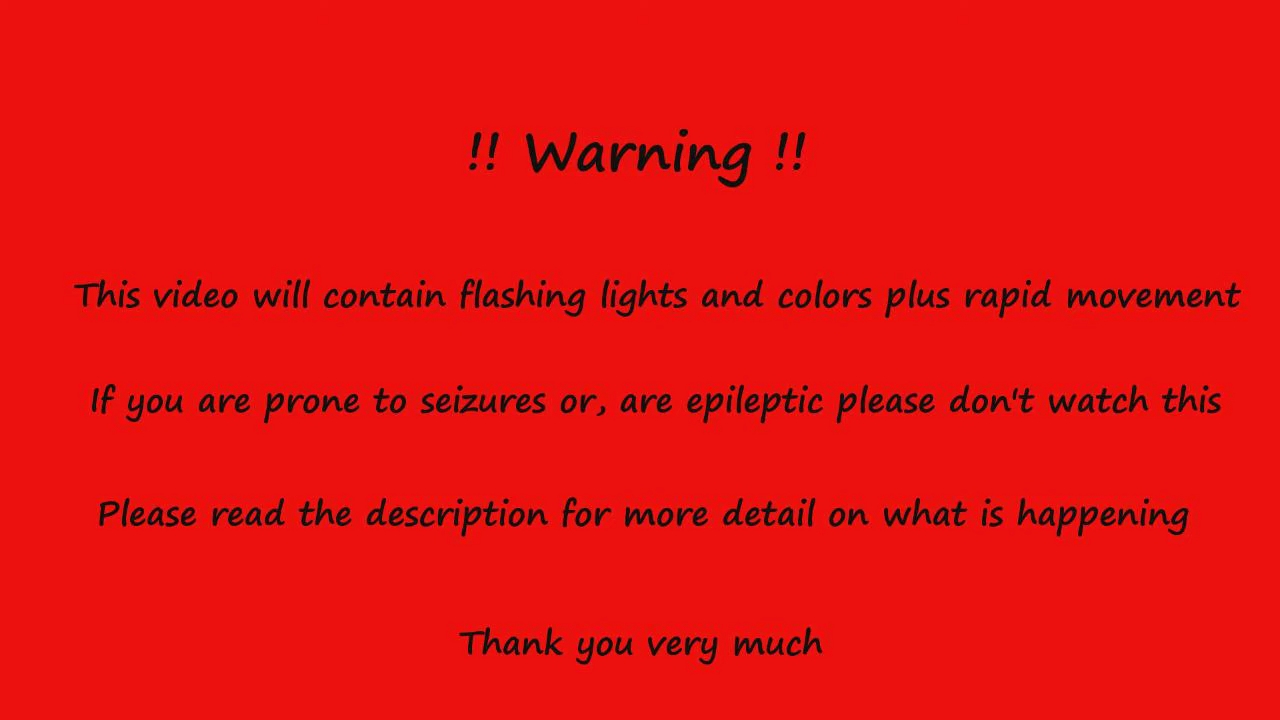 !! Warning !!
This video will contain flashing lights and colors plus rapid movement
If you are prone to seizures or, are epileptic please don't watch this
Please read the description for more detail on what is happening
Thank you very much